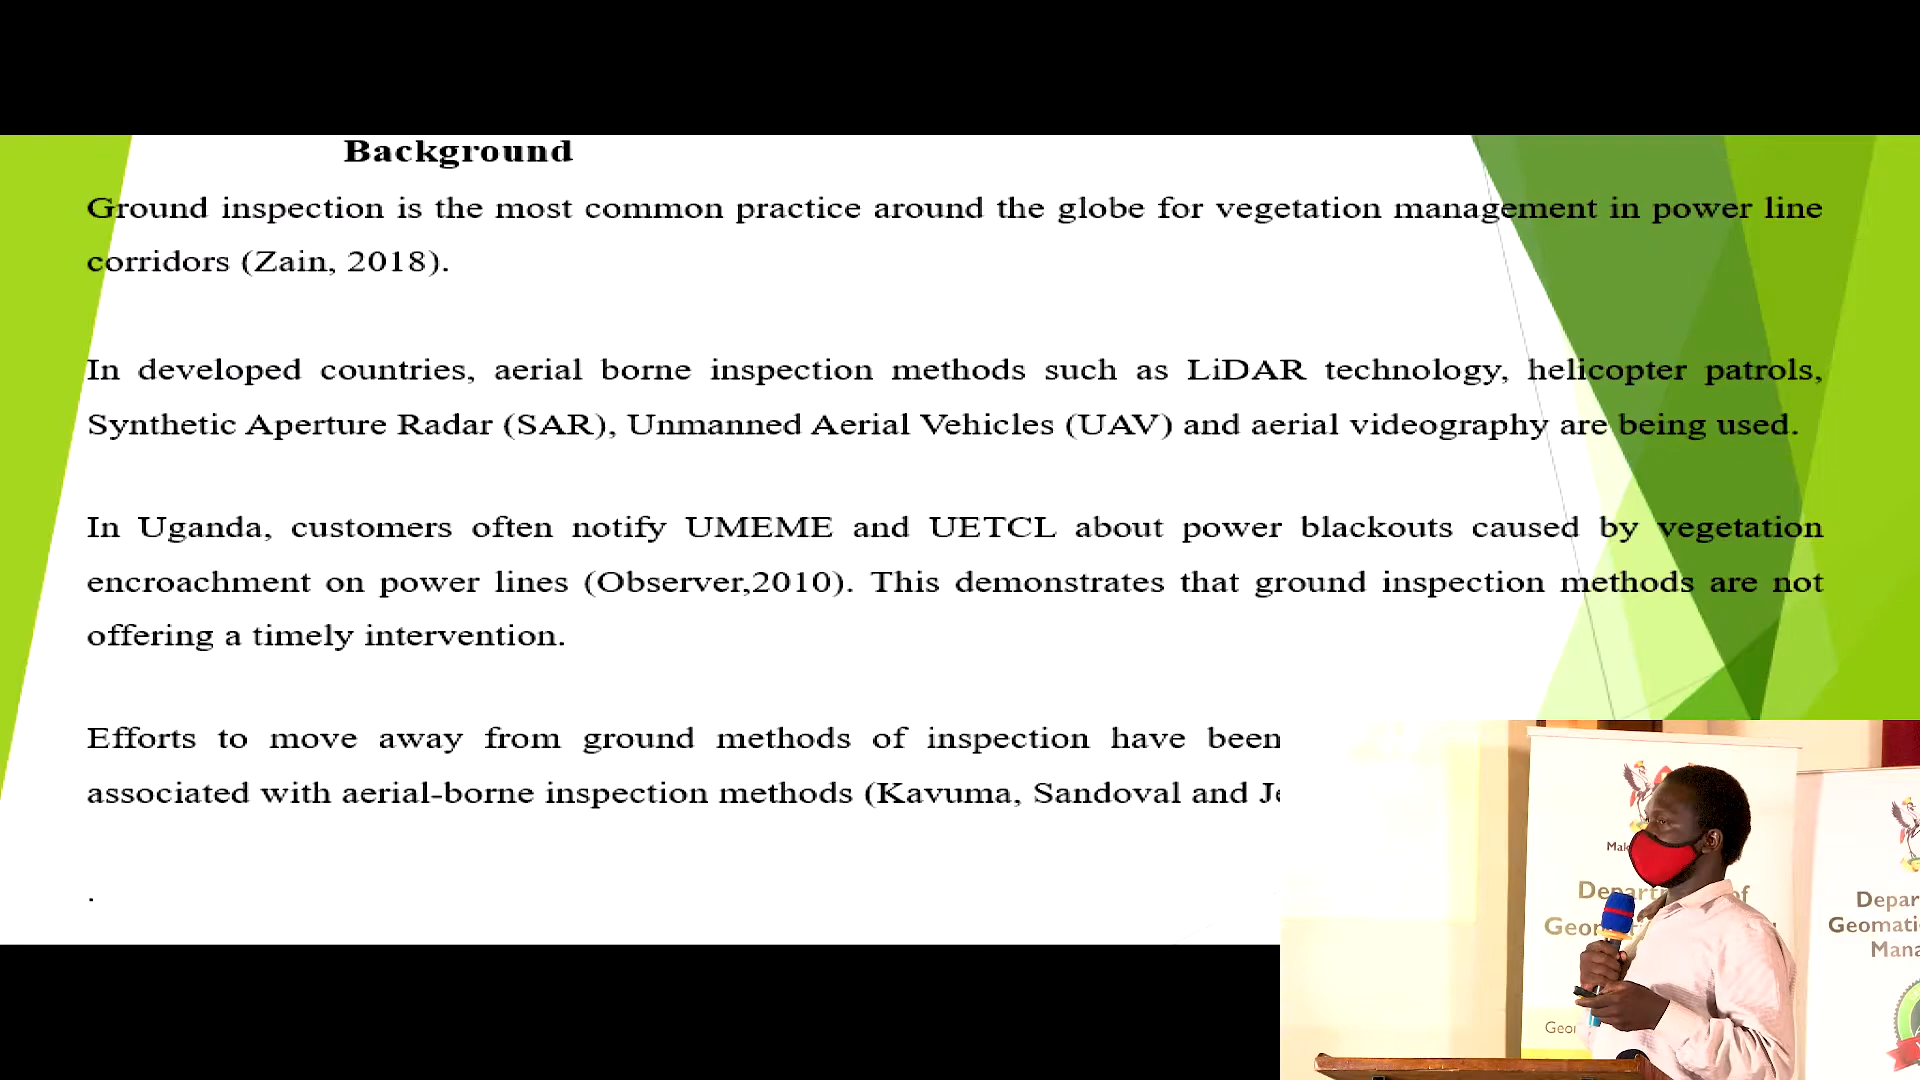 Background
Ground inspection is the most common practice around the globe for vegetation management in power line
corridors (Zain, 2018).
In developed countries, aerial borne inspection methods such as LiDAR technology, helicopter patrols,
Synthetic Aperture Radar (SAR), Unmanned Aerial Vehicles (UAV) and aerial videography are being used.
In Uganda, customers often notify UMEME and UETCL about power blackouts caused by vegetation
encroachment on power lines (Observer,2010). This demonstrates that ground inspection methods are not
offering a timely intervention.
Efforts to move away from ground methods of inspection have been
associated with aerial-borne inspection methods (Kavuma, Sandoval and
.
of